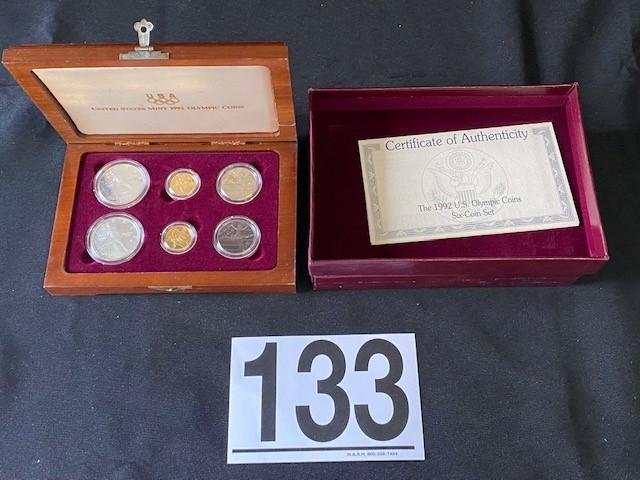 USA
UNITED STATES MINT 1992 OLYMPIC COINS
Certificate of Authenticity
The 1992 U.S. Olympic Coins
Six-Coin Set
133